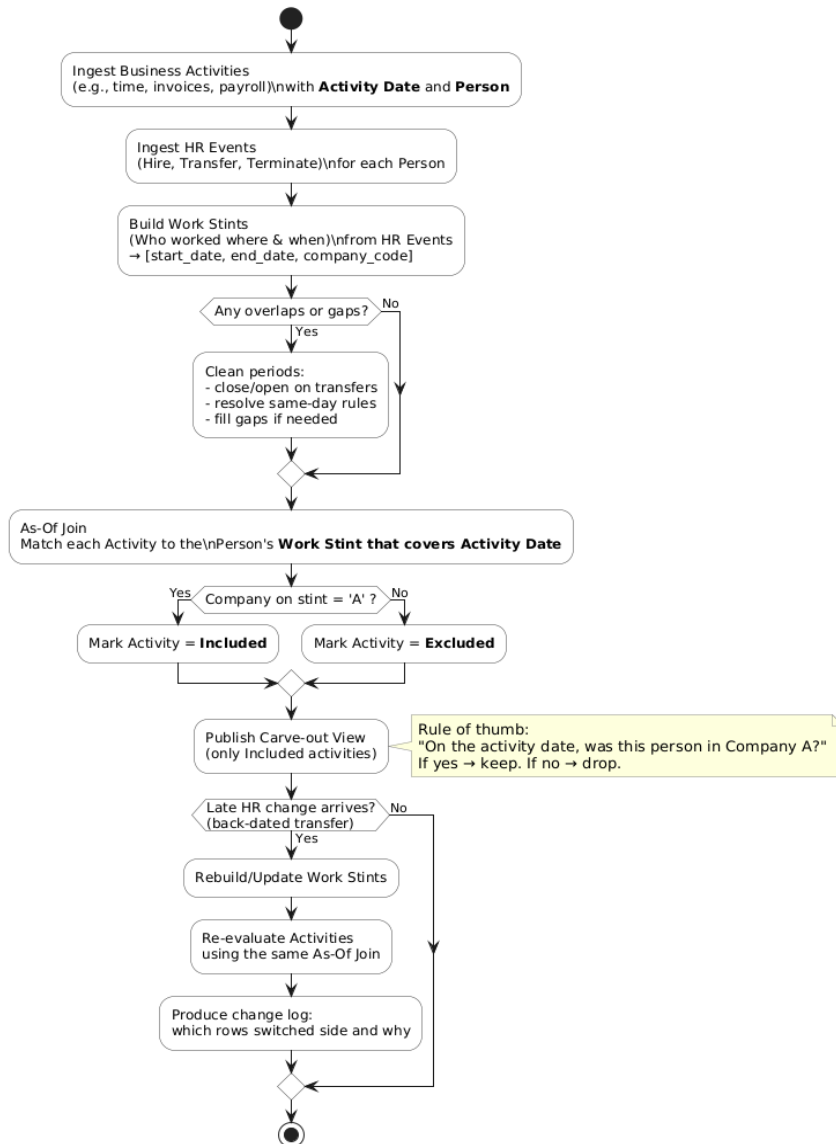 Ingest Business Activities
(e.g., time, invoices, payroll)\nwith Activity Date and Person
Ingest HR Events
(Hire, Transfer, Terminate)\nfor each Person
Build Work Stints
(Who worked where & when)\nfrom HR Events
→ [start_date, end_date, company_code]
Any overlaps or gaps?
No
Yes
Clean periods:
- close/open on transfers
- resolve same-day rules
- fill gaps if needed
As-Of Join
Match each Activity to the\nPerson's Work Stint that covers Activity Date
Yes
Company on stint = 'A' ?
No
Mark Activity = Included
Mark Activity = Excluded
Publish Carve-out View
(only Included activities)
Rule of thumb:
"On the activity date, was this person in Company A?"
If yes → keep. If no → drop.
Late HR change arrives?
(back-dated transfer)
No
Yes
Rebuild/Update Work Stints
Re-evaluate Activities
using the same As-Of Join
Produce change log:
which rows switched side and why